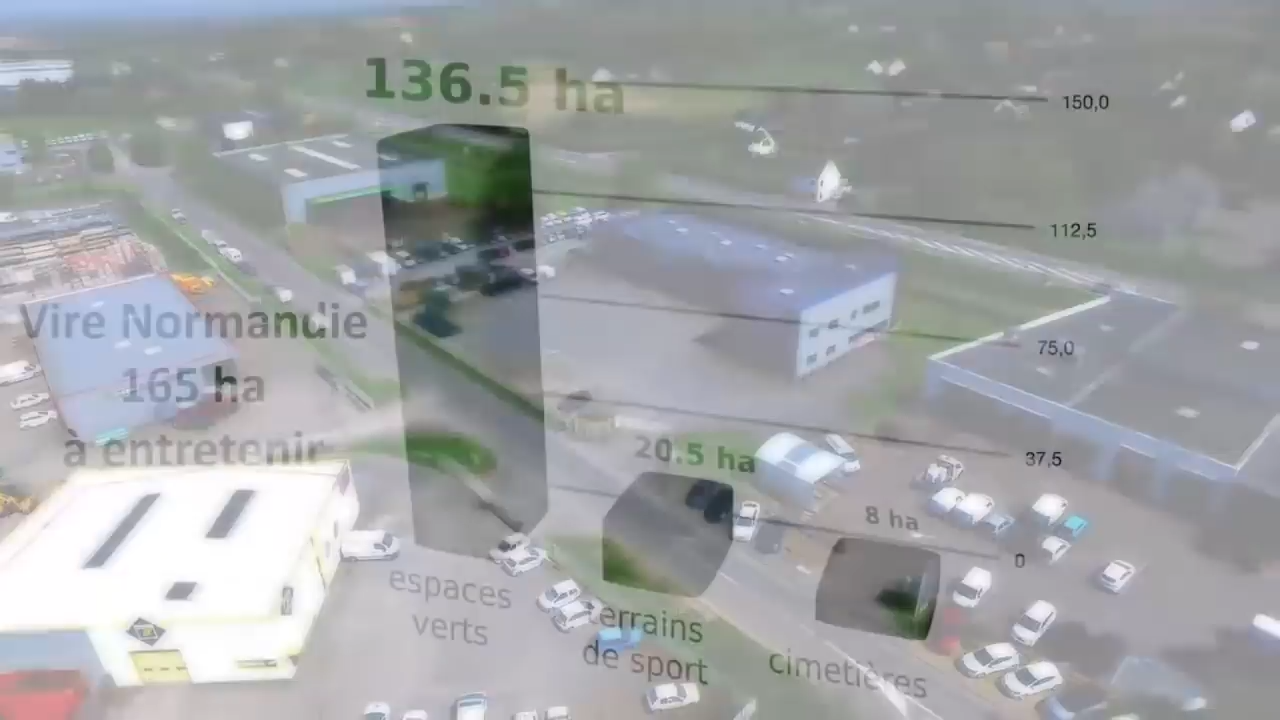 136.5 ha
150,0
112,5
Vire Normandie
165 ha
à entretenir
75,0
37,5
20.5 ha
8 ha
0
espaces
verts
terrains
de sport
cimetières